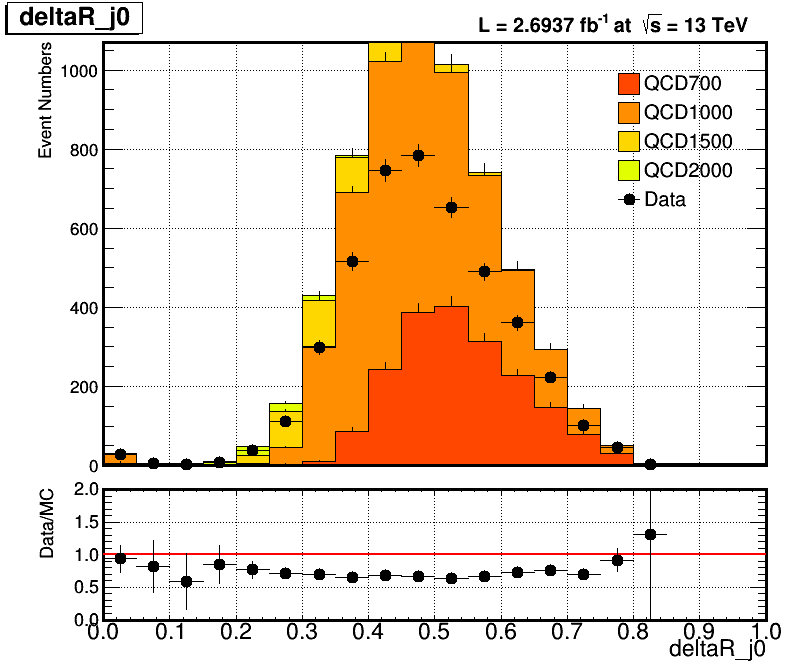 deltaR_j0
L = 2.6937 fb-1 at √s = 13 TeV
Event Numbers
1000
800
600
400
200
0
QCD700
QCD1000
QCD1500
QCD2000
Data
Data/MC
2.0
1.5
1.0
0.5
0.0
0.0 0.1 0.2 0.3 0.4 0.5 0.6 0.7 0.8 0.9 1.0
deltaR_j0